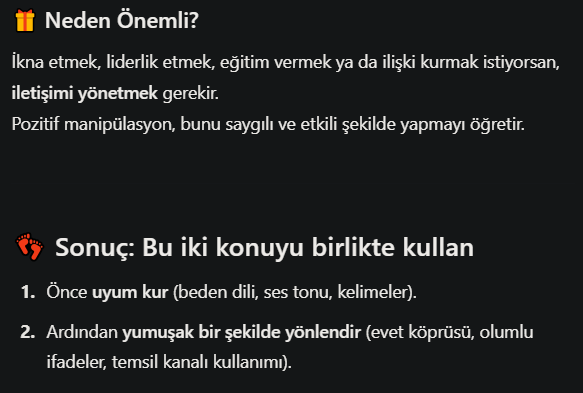 🎁 Neden Önemli?
İkna etmek, liderlik etmek, eğitim vermek ya da ilişki kurmak istiyorsan,
iletişimi yönetmek gerekir.
Pozitif manipülasyon, bunu saygılı ve etkili şekilde yapmayı öğretir.
👣 Sonuç: Bu iki konuyu birlikte kullan
1. Önce uyum kur (beden dili, ses tonu, kelimeler).
2. Ardından yumuşak bir şekilde yönlendir (evet köprüsü, olumlu
ifadeler, temsil kanalı kullanımı).